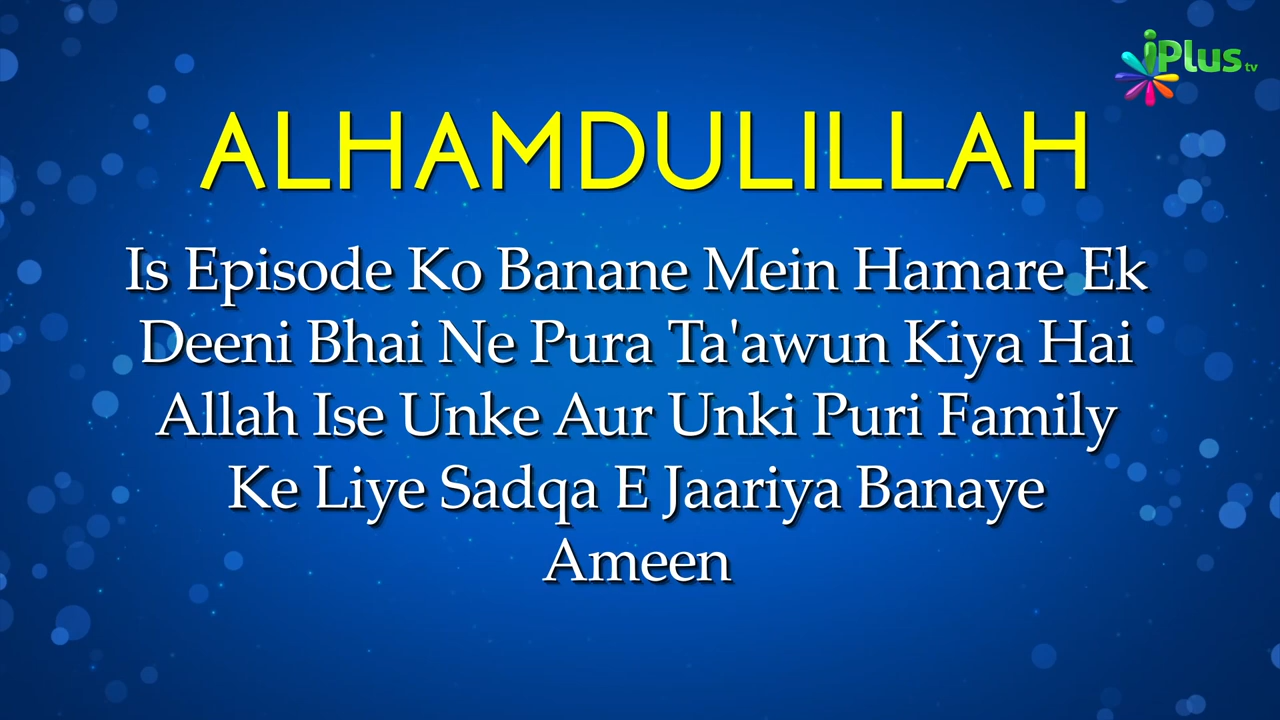 iPlus tv
ALHAMDULILLAH
Is Episode Ko Banane Mein Hamare Ek
Deeni Bhai Ne Pura Ta'awun Kiya Hai
Allah Ise Unke Aur Unki Puri Family
Ke Liye Sadqa E Jaariya Banaye
Ameen